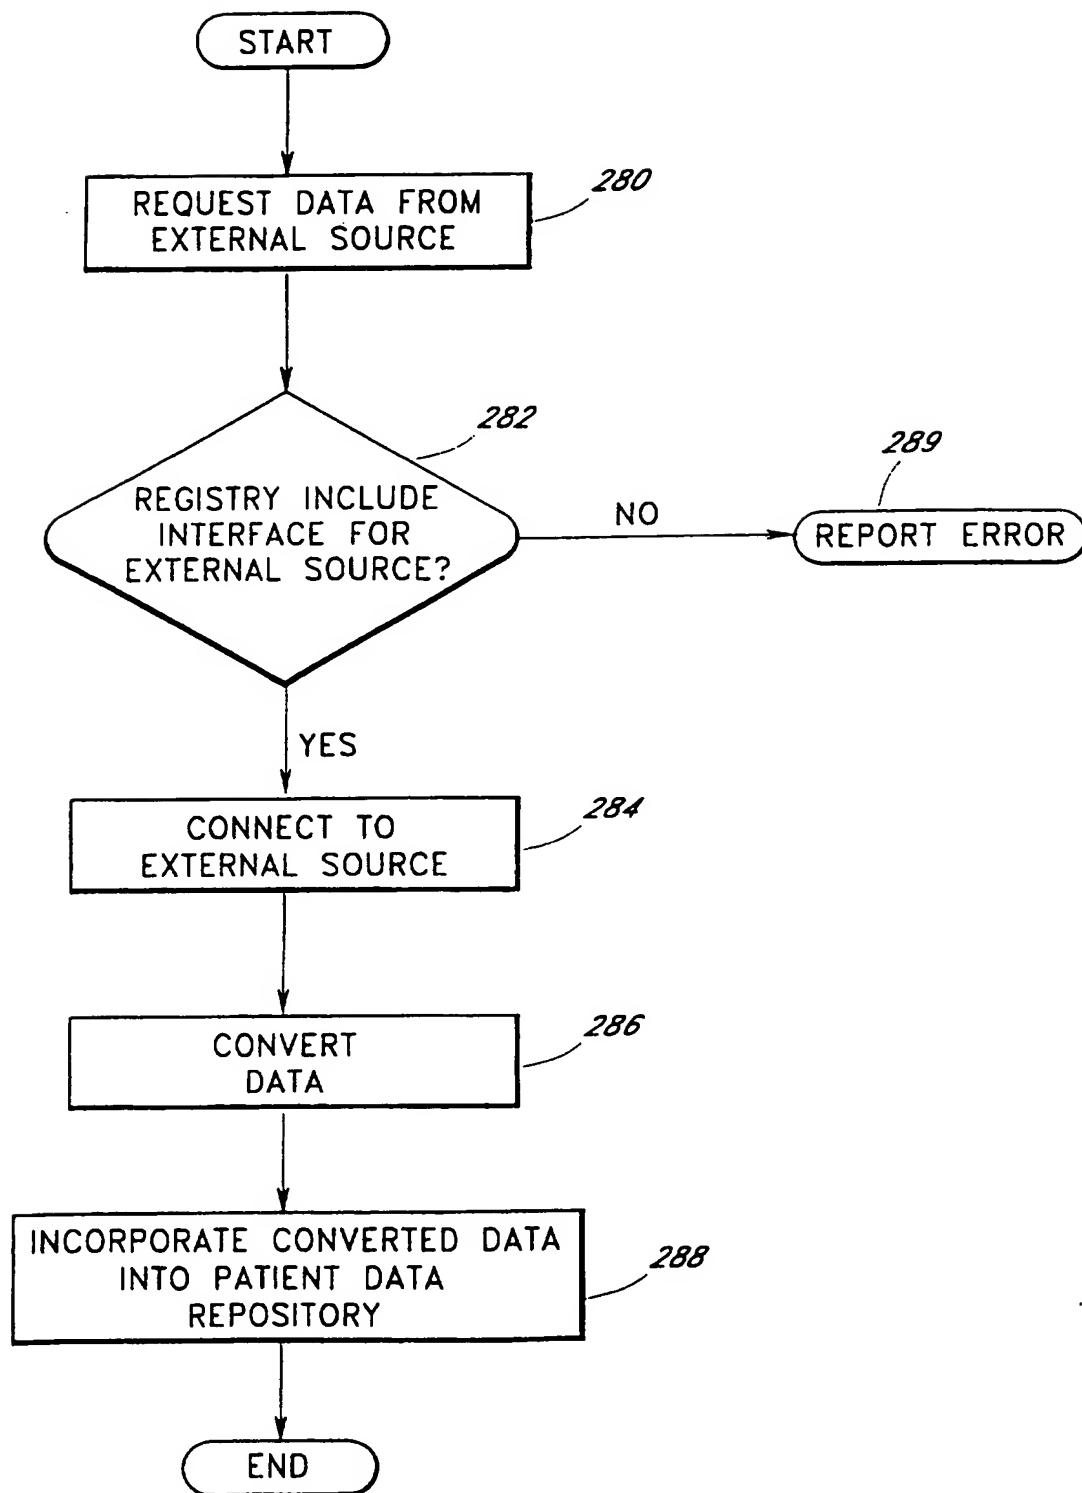 START
280
REQUEST DATA FROM
EXTERNAL SOURCE
282
REGISTRY INCLUDE
INTERFACE FOR
EXTERNAL SOURCE?
NO
289
REPORT ERROR
YES
284
CONNECT TO
EXTERNAL SOURCE
286
CONVERT
DATA
288
INCORPORATE CONVERTED DATA
INTO PATIENT DATA
REPOSITORY
END